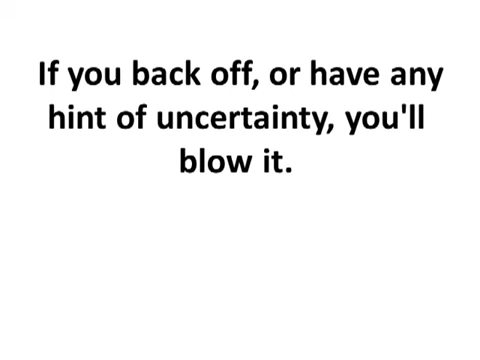 If you back off, or have any
hint of uncertainty, you'll
blow it.